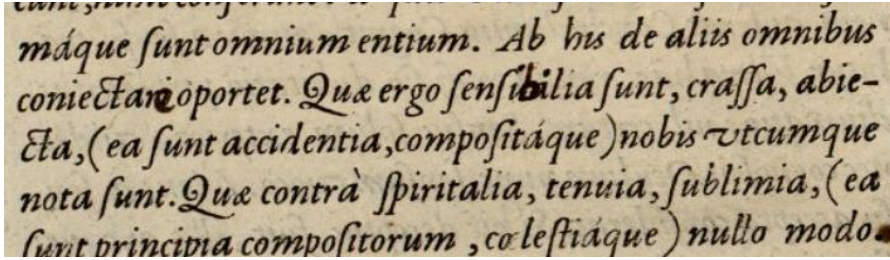 máque sunt omnium entium. Ab his de aliis omnibus
coniectare oportet. Quæ ergo sensibilia sunt, crassa, abie-
cta, (ea sunt accidentia, compositáque) nobis vtcumque
nota sunt. Quæ contrà spiritalia, tenuia, sublimia, (ea
sunt principia compositorum, cœlestiáque) nullo modo